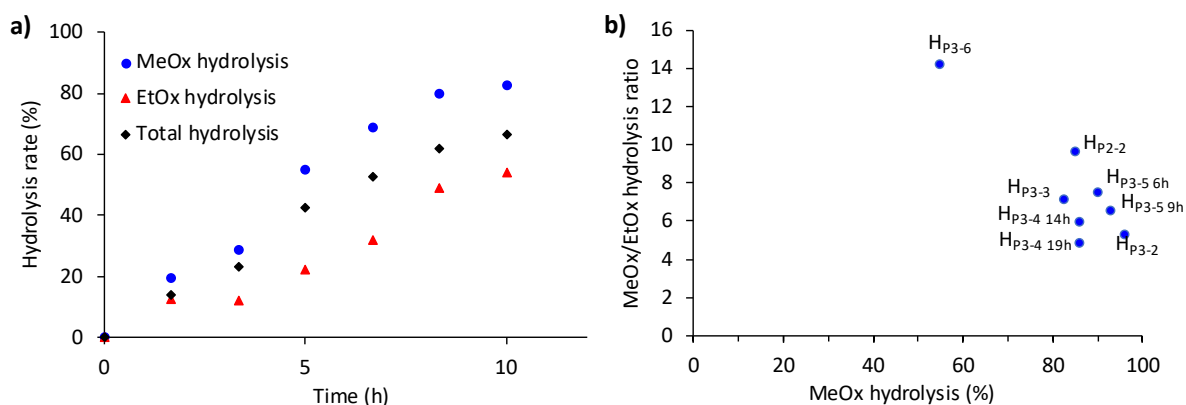 a)
100
80
60
40
20
0
Hydrolysis rate (%)
MeOx hydrolysis
EtOx hydrolysis
Total hydrolysis
0 5 10
Time (h)
b)
16
14
12
10
8
6
4
2
0
MeOx/EtOx hydrolysis ratio
HP3-6
HP2-2
HP3-5 6h
HP3-3
HP3-5 9h
HP3-4 14h
HP3-4 19h
HP3-2
0 20 40 60 80 100
MeOx hydrolysis (%)